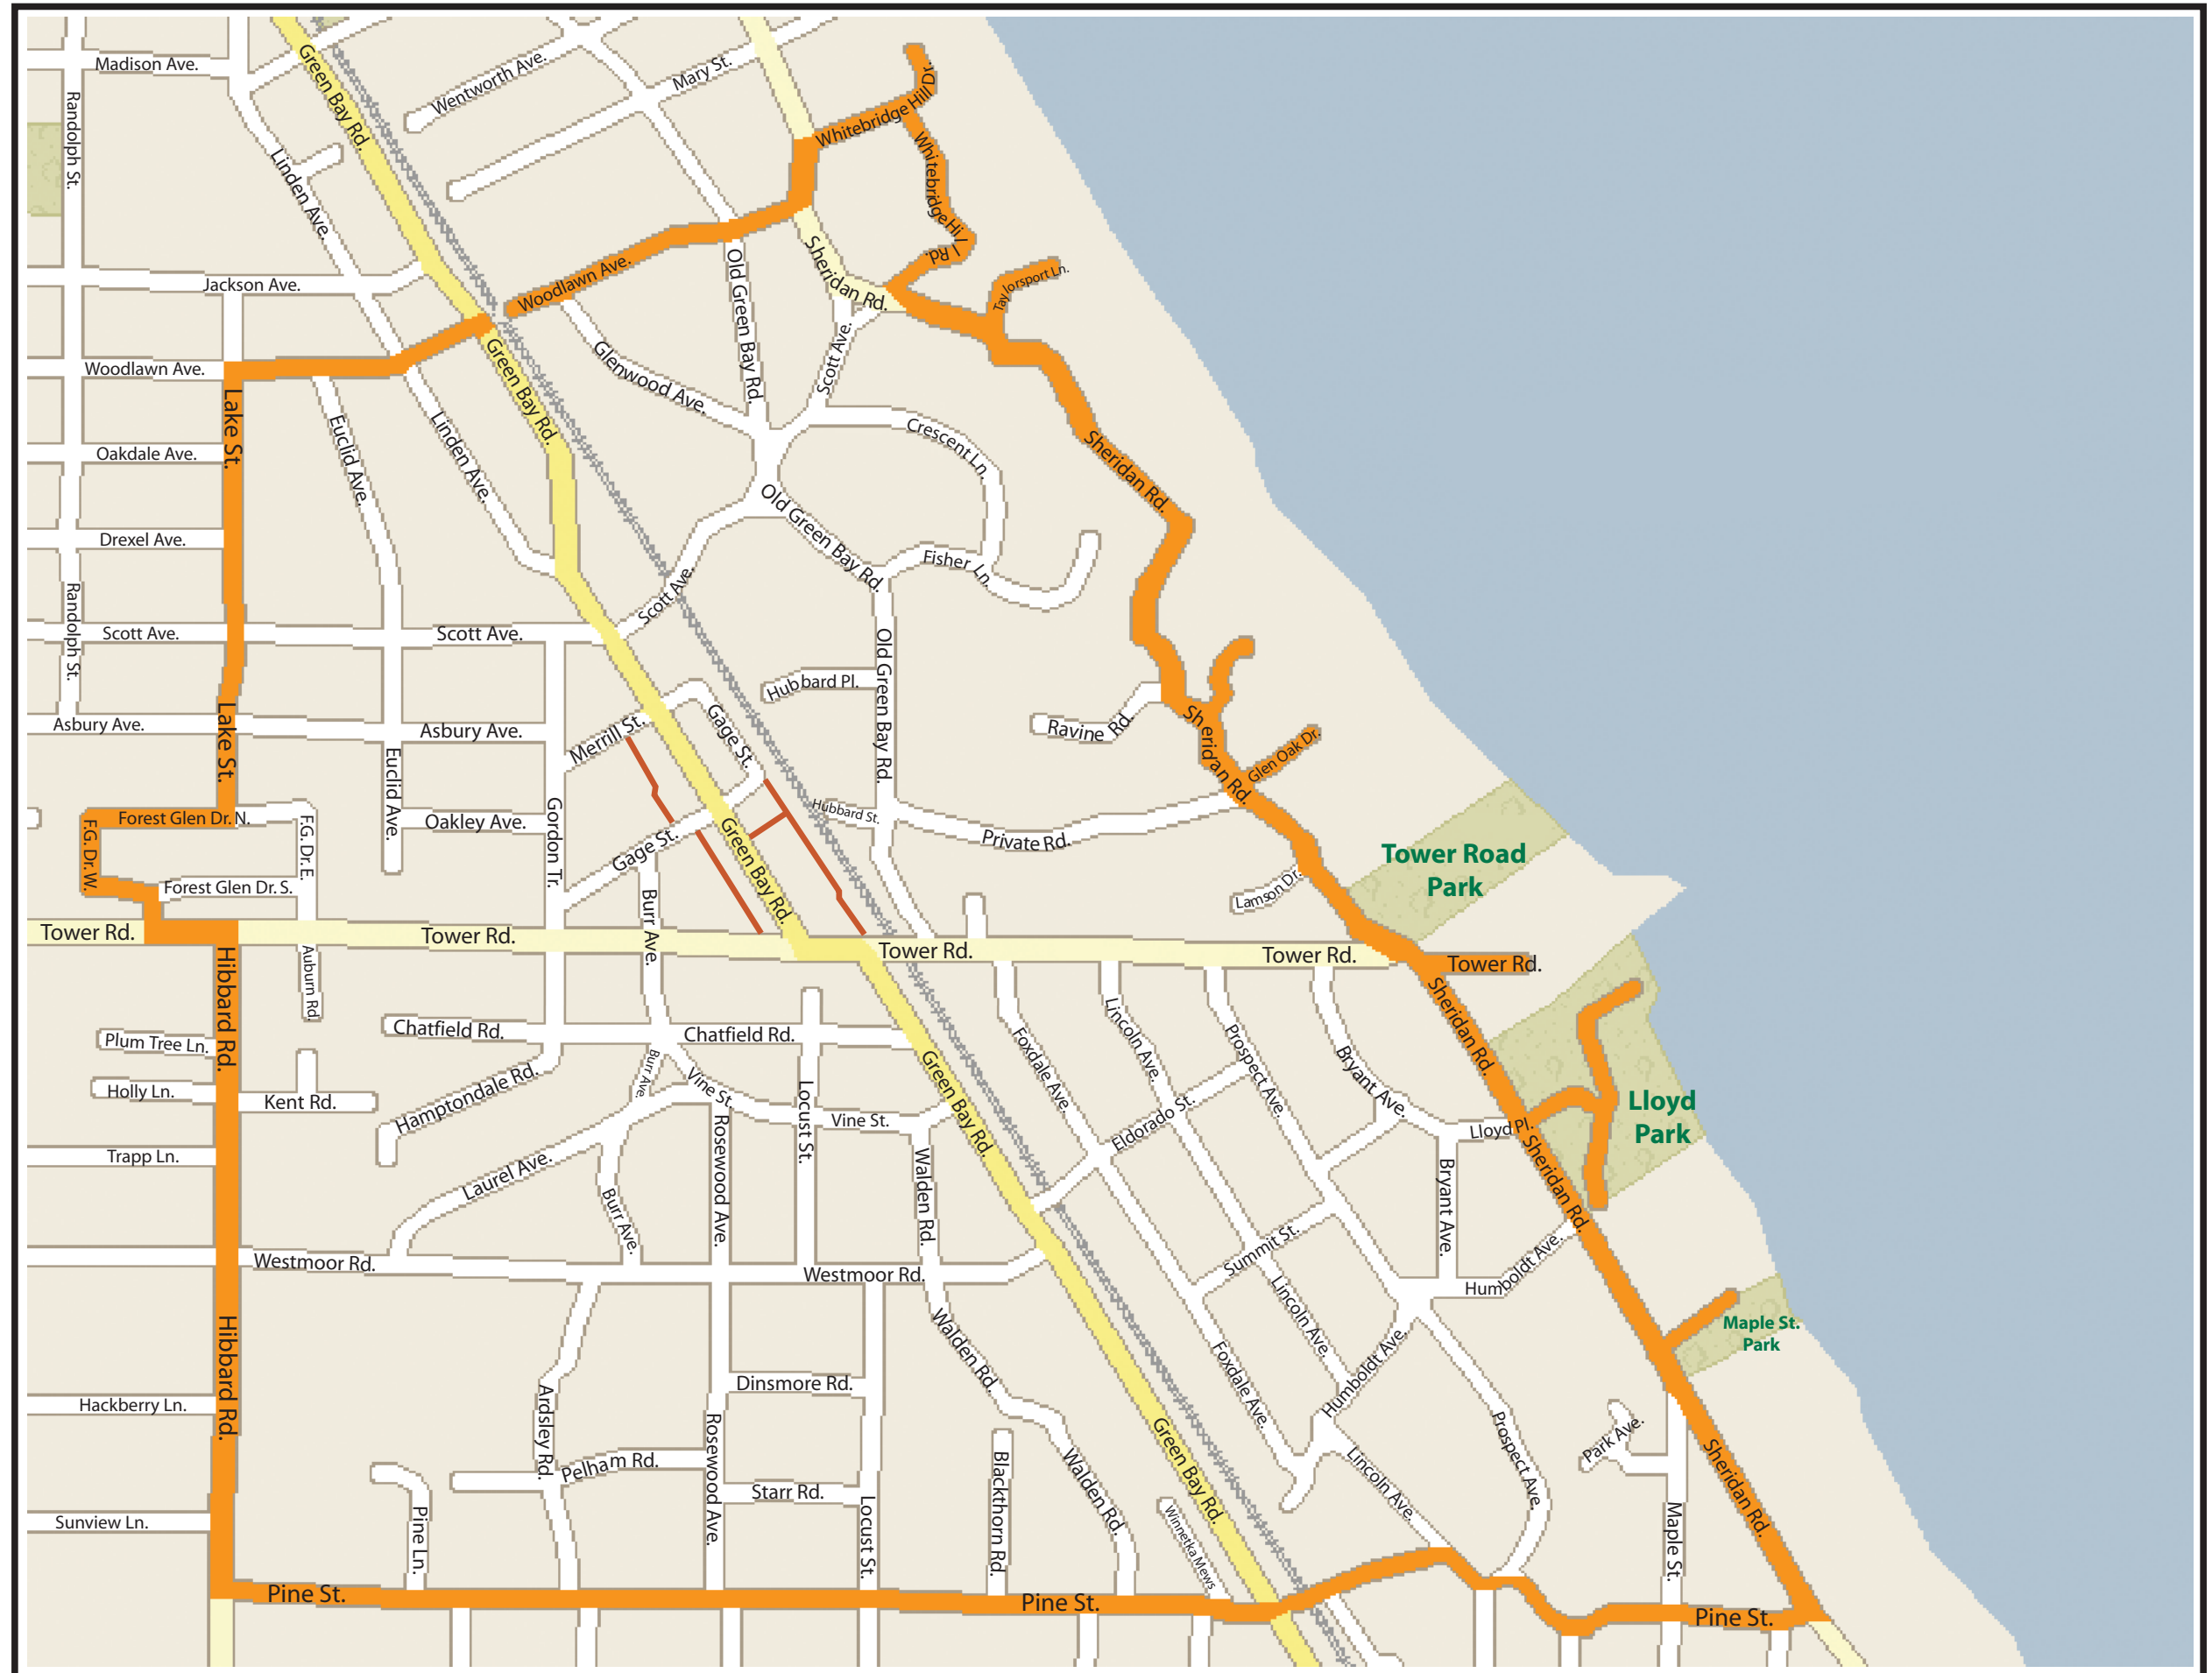 Madison Ave.
Green Bay Rd.
Wentworth Ave.
Mary St.
Randolph St.
Linden Ave.
Whitebridge Hill Dr.
Whitebridge Hill Rd.
Jackson Ave.
Woodlawn Ave.
Old Green Bay Rd.
Sheridan Rd.
Taylorsport Ln.
Woodlawn Ave.
Lake St.
Green Bay Rd.
Glenwood Ave.
Scott Ave.
Euclid Ave.
Linden Ave.
Crescent Ln.
Sheridan Rd.
Oakdale Ave.
Drexel Ave.
Old Green Bay Rd.
Fisher Ln.
Randolph St.
Scott Ave.
Scott Ave.
Scott Ave.
Hubbard Pl.
Old Green Bay Rd.
Asbury Ave.
Lake St.
Asbury Ave.
Merrill St.
Gage St.
Ravine Rd.
Sheridan Rd.
Glen Oak Dr.
Euclid Ave.
Forest Glen Dr. N.
F.G. Dr. W.
F.G. Dr. E.
Oakley Ave.
Gordon Tr.
Gage St.
Green Bay Rd.
Hubbard St.
Private Rd.
Tower Road
Park
Forest Glen Dr. S.
Burr Ave.
Lamson Dr.
Tower Rd.
Tower Rd.
Tower Rd.
Tower Rd.
Tower Rd.
Hibbard Rd.
Auburn Rd.
Plum Tree Ln.
Chatfield Rd.
Chatfield Rd.
Holly Ln.
Kent Rd.
Hamptondale Rd.
Burr Ave.
Vine St.
Locust St.
Vine St.
Green Bay Rd.
Foxdale Ave.
Lincoln Ave.
Prospect Ave.
Bryant Ave.
Eldorado St.
Sheridan Rd.
Lloyd Pl.
Lloyd
Park
Trapp Ln.
Laurel Ave.
Burr Ave.
Rosewood Ave.
Walden Rd.
Bryant Ave.
Sheridan Rd.
Westmoor Rd.
Westmoor Rd.
Summit St.
Humboldt Ave.
Hibbard Rd.
Walden Rd.
Lincoln Ave.
Foxdale Ave.
Humboldt Ave.
Maple St.
Park
Hackberry Ln.
Dinsmore Rd.
Ardsley Rd.
Rosewood Ave.
Pelham Rd.
Starr Rd.
Locust St.
Blackthorn Rd.
Walden Rd.
Green Bay Rd.
Lincoln Ave.
Prospect Ave.
Park Ave.
Sheridan Rd.
Sunview Ln.
Pine Ln.
Winnetka Mews
Maple St.
Pine St.
Pine St.
Pine St.